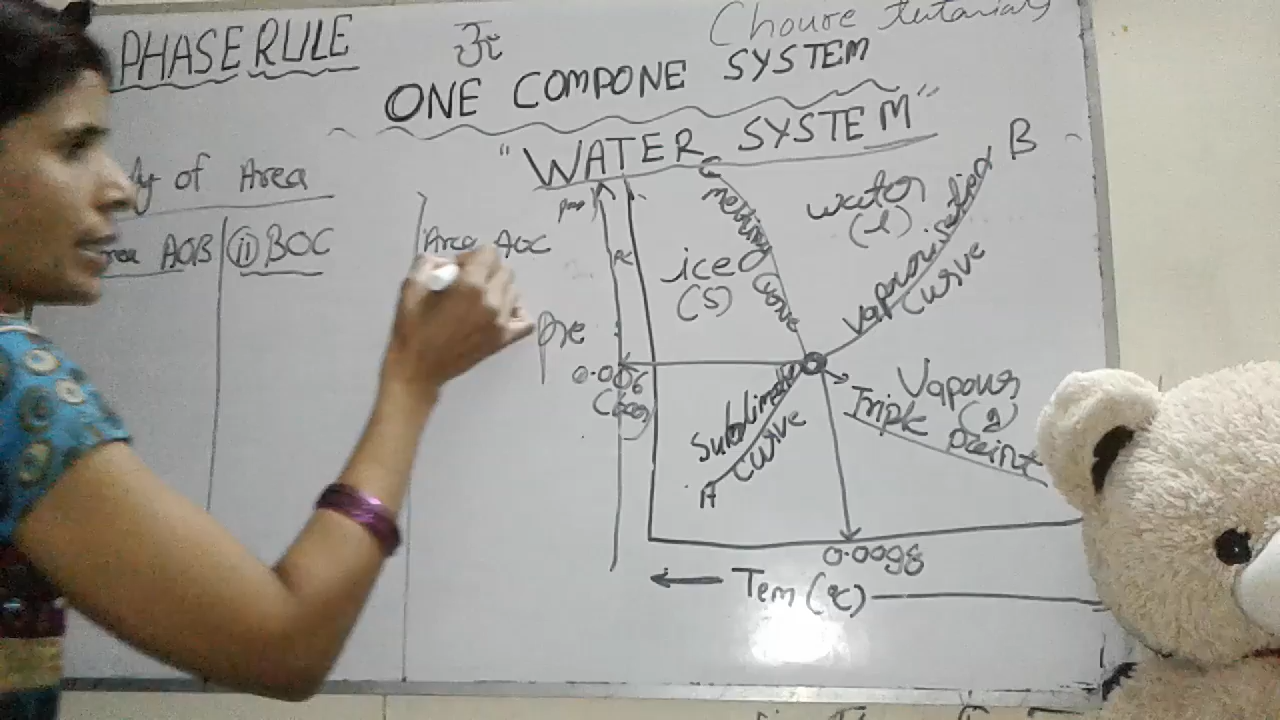 PHASE RULE
ॐ
Choure tutorials
ONE COMPONE SYSTEM
"WATER SYSTEM"
of Area
AOB
(ii) BOC
Area AOC
Pre
0.006
melting curve
ice
(S)
water
(l)
B
vaporisation
curve
Sublimation
curve
A
Vapour
(g)
Triple point
0.0098
Tem (°c)
C